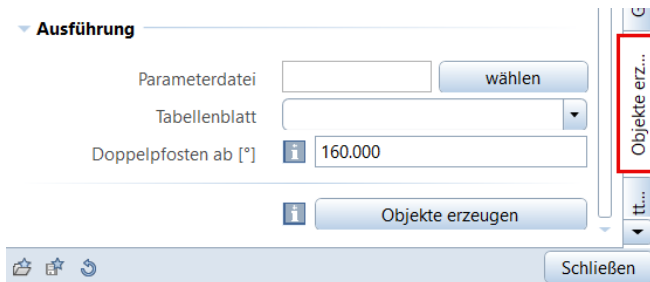 Ausführung
Parameterdatei wählen
Tabellenblatt
Doppelpfosten ab [°] i 160.000
i Objekte erzeugen
Schließen
Objekte erz...
tt...